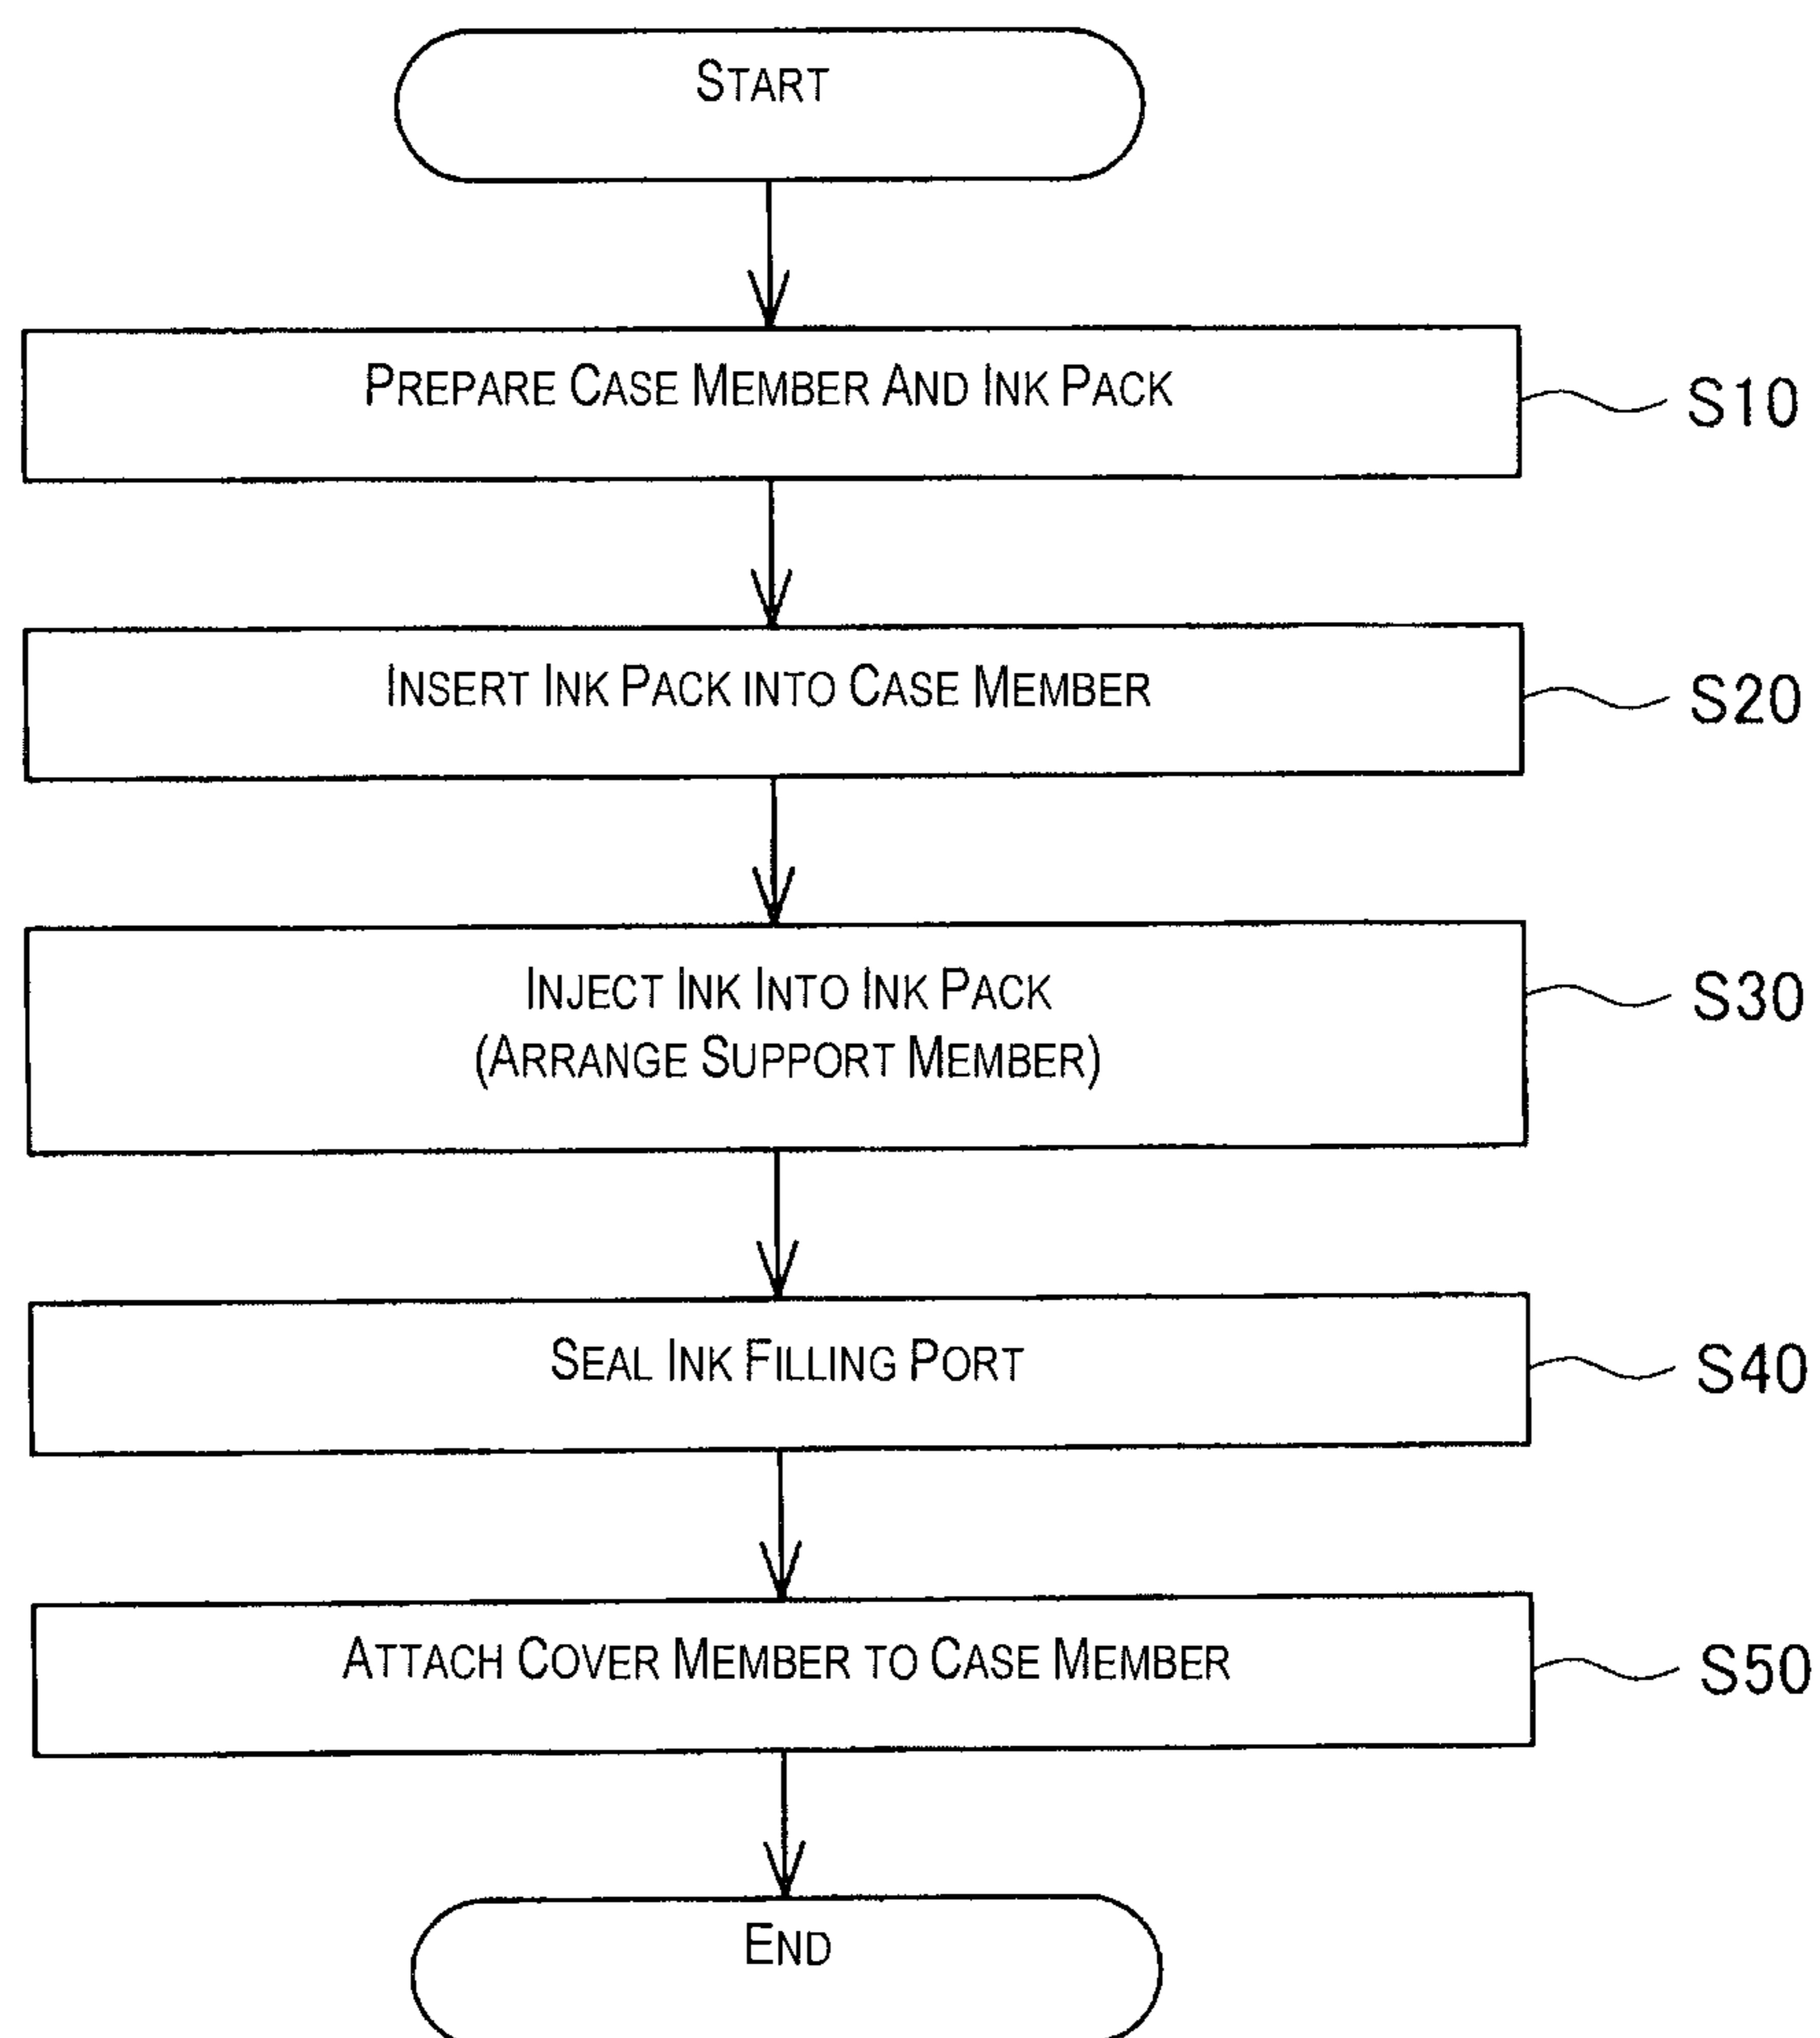 START
PREPARE CASE MEMBER AND INK PACK
S10
INSERT INK PACK INTO CASE MEMBER
S20
INJECT INK INTO INK PACK
(ARRANGE SUPPORT MEMBER)
S30
SEAL INK FILLING PORT
S40
ATTACH COVER MEMBER TO CASE MEMBER
S50
END